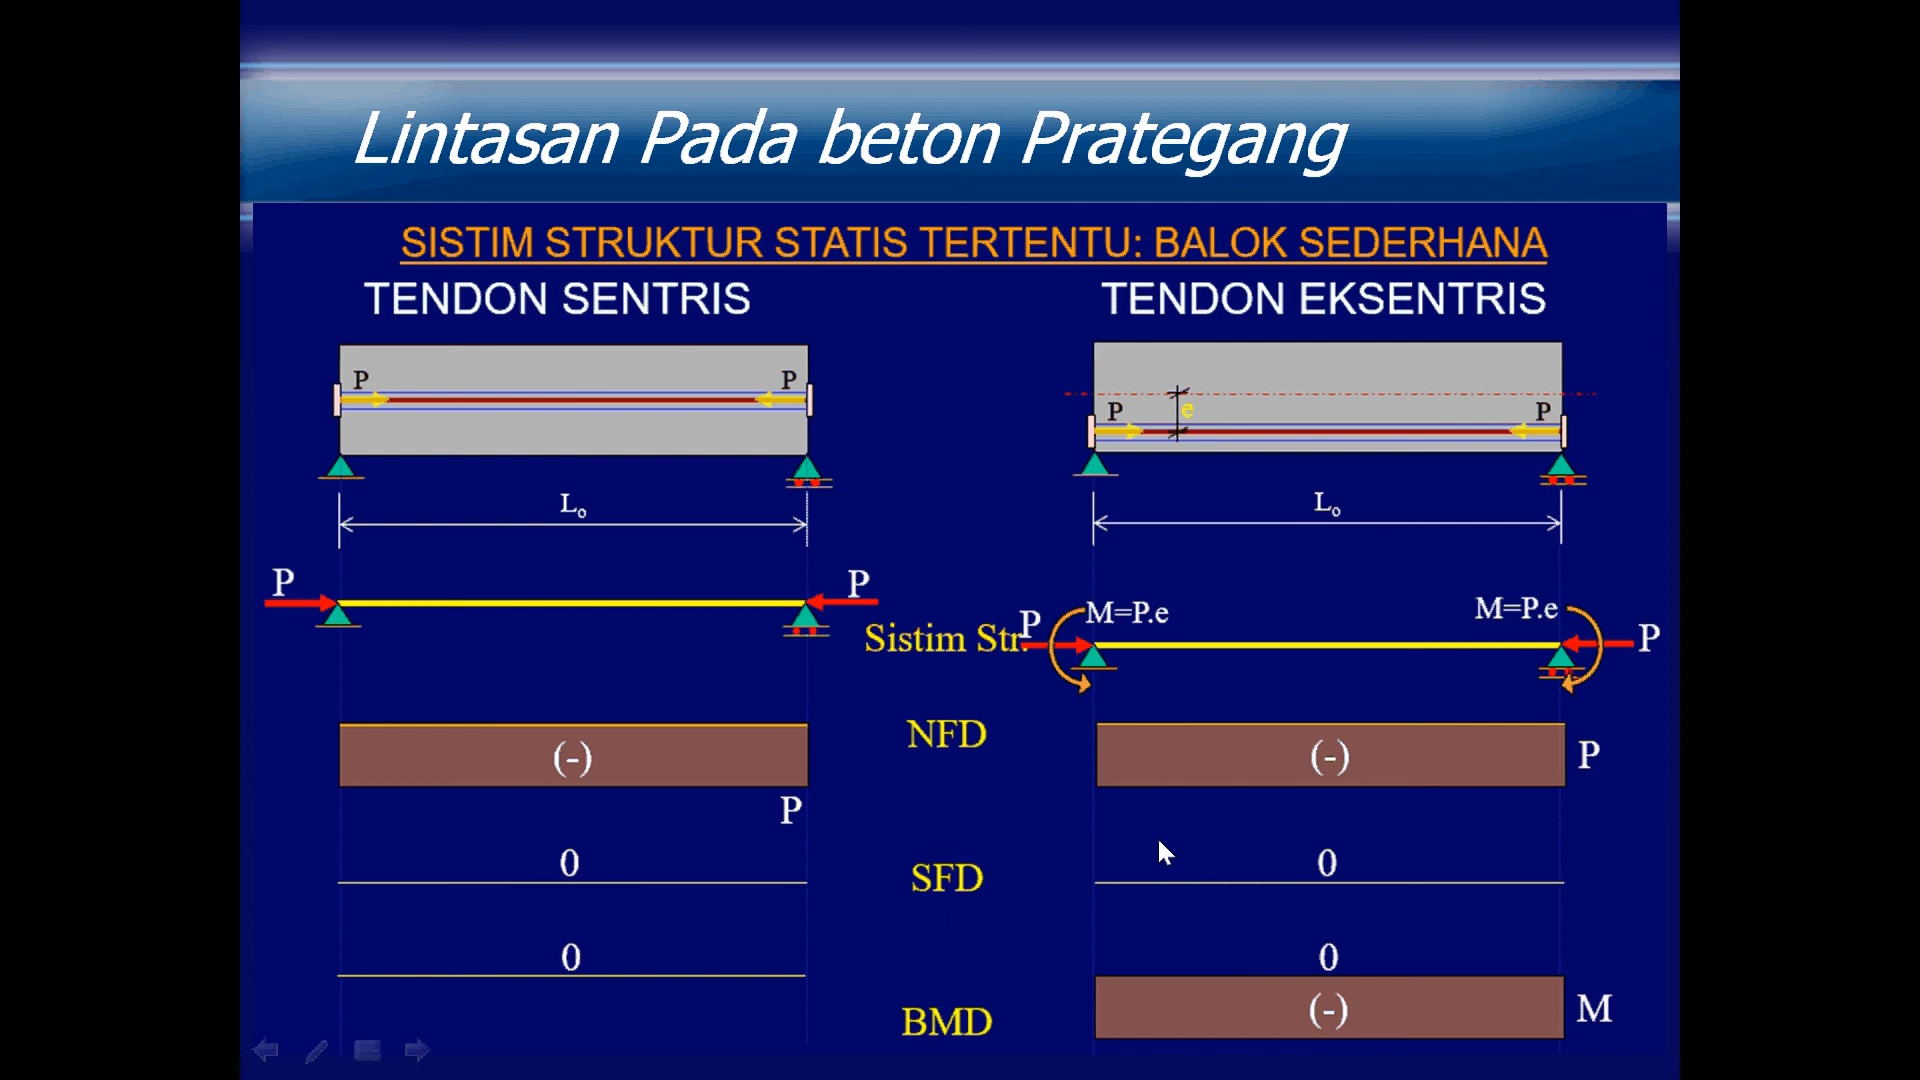 Lintasan Pada beton Prategang
SISTIM STRUKTUR STATIS TERTENTU: BALOK SEDERHANA
TENDON SENTRIS
TENDON EKSENTRIS
P P
P e P
Lo
Lo
P P
Sistim Str.
P M=P.e M=P.e P
NFD
(-)
P
(-) P
0
SFD
0
0
BMD
0
(-) M